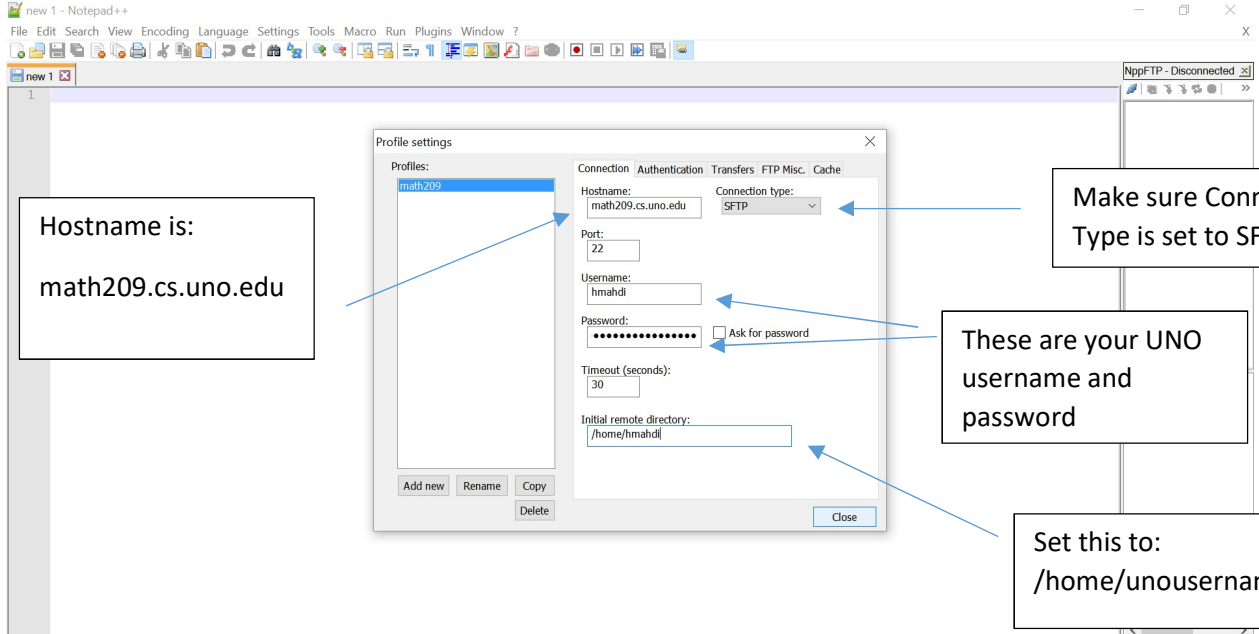 new 1 - Notepad++
File Edit Search View Encoding Language Settings Tools Macro Run Plugins Window ? X
new 1
NppFTP - Disconnected
1
Profile settings
Profiles:
math209
Connection Authentication Transfers FTP Misc. Cache
Hostname: Connection type:
math209.cs.uno.edu SFTP
Port:
22
Username:
hmahdi
Password:
●●●●●●●●●●●●●●●● Ask for password
Timeout (seconds):
30
Initial remote directory:
/home/hmahdi
Add new Rename Copy
Delete
Close
Hostname is:
math209.cs.uno.edu
Make sure Conn
Type is set to SF
These are your UNO
username and
password
Set this to:
/home/unousernar